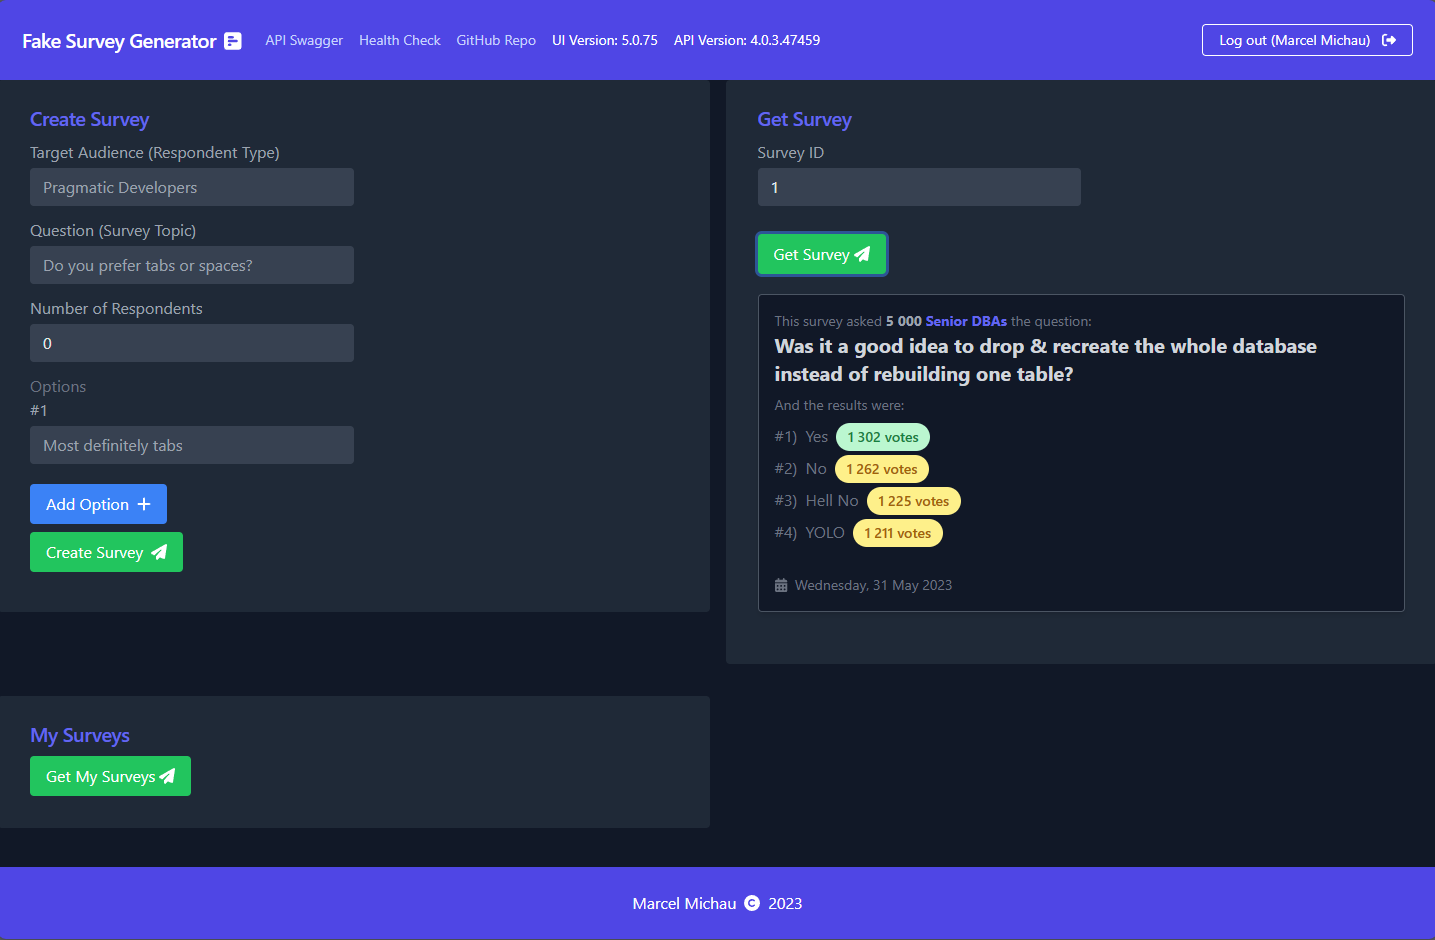 Fake Survey Generator API Swagger Health Check GitHub Repo UI Version: 5.0.75 API Version: 4.0.3.47459 Log out (Marcel Michau)
Create Survey
Target Audience (Respondent Type)
Pragmatic Developers
Question (Survey Topic)
Do you prefer tabs or spaces?
Number of Respondents
0
Options
#1
Most definitely tabs
Add Option
Create Survey
Get Survey
Survey ID
1
Get Survey
This survey asked 5 000 Senior DBAs the question:
Was it a good idea to drop & recreate the whole database
instead of rebuilding one table?
And the results were:
#1) Yes 1 302 votes
#2) No 1 262 votes
#3) Hell No 1 225 votes
#4) YOLO 1 211 votes
Wednesday, 31 May 2023
My Surveys
Get My Surveys
Marcel Michau © 2023